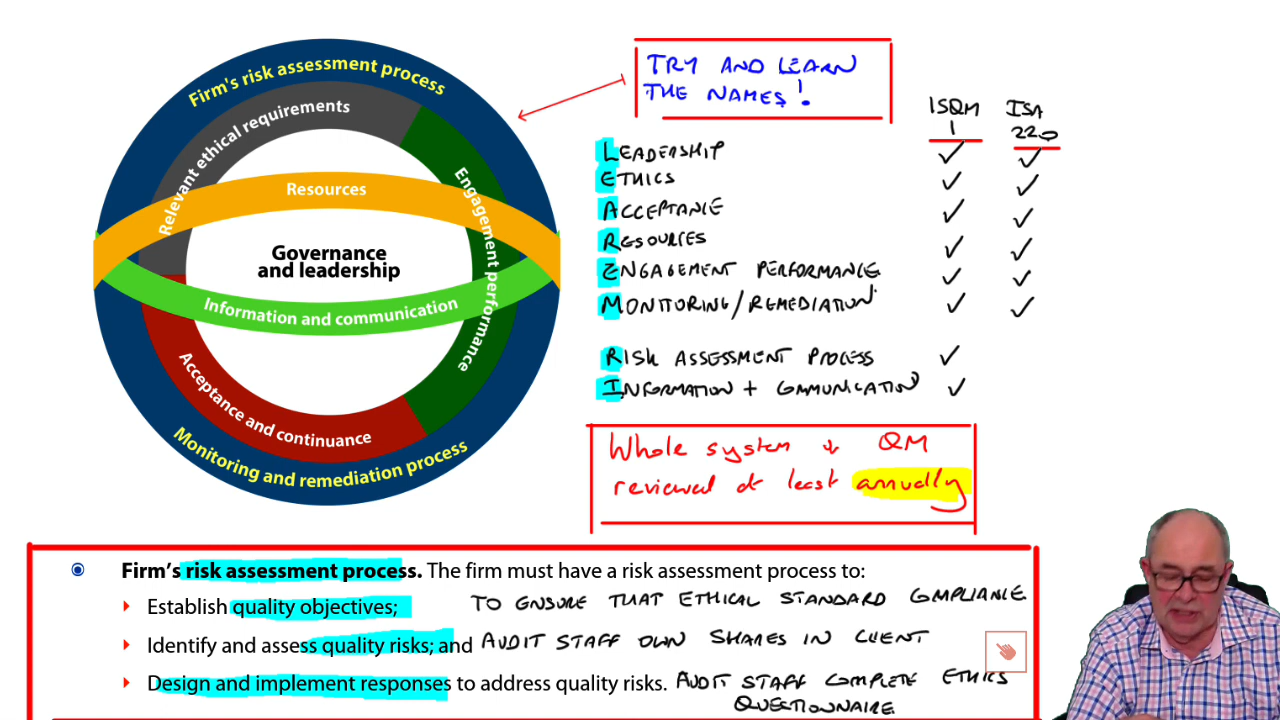 Firm's risk assessment process
Relevant ethical requirements
Resources
Engagement performance
Governance
and leadership
Information and communication
Acceptance and continuance
Monitoring and remediation process
TRY AND LEARN
THE NAMES!
ISQM
1
ISA
220
LEADERSHIP ✓ ✓
ETHICS ✓ ✓
ACCEPTANCE ✓ ✓
RESOURCES ✓ ✓
ENGAGEMENT PERFORMANCE ✓ ✓
MONITORING/REMEDIATION ✓ ✓
RISK ASSESSMENT PROCESS ✓
INFORMATION + COMMUNICATION ✓
Whole system of QM
reviewed at least annually
Firm's risk assessment process. The firm must have a risk assessment process to:
Establish quality objectives; TO ENSURE THAT ETHICAL STANDARD COMPLIANCE
Identify and assess quality risks; and AUDIT STAFF OWN SHARES IN CLIENT
Design and implement responses to address quality risks. AUDIT STAFF COMPLETE ETHICS
QUESTIONNAIRE